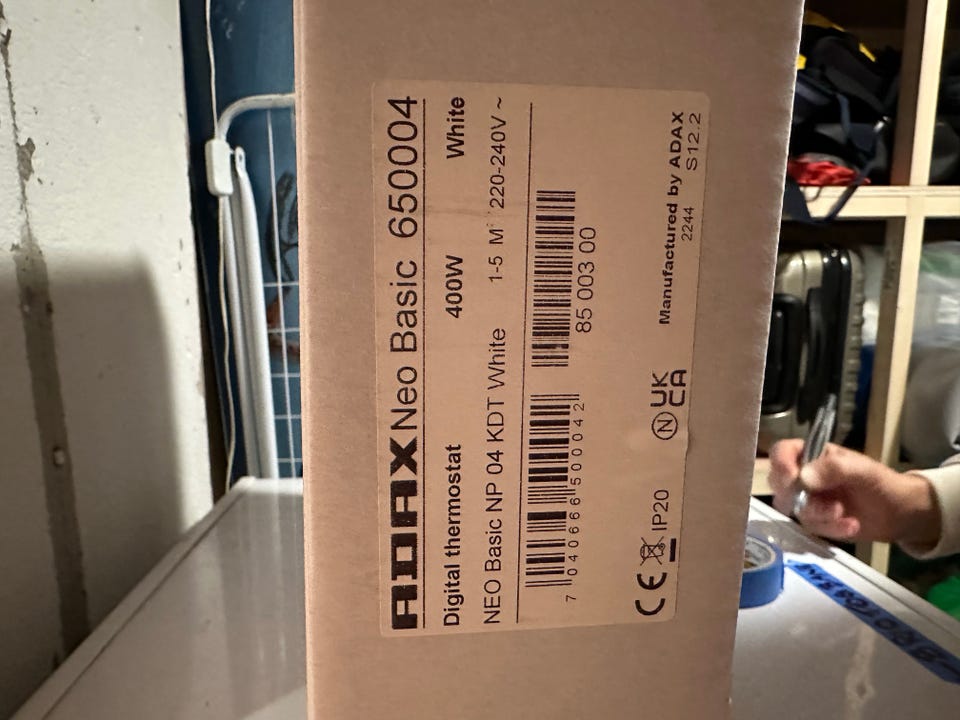 ADAX Neo Basic 650004
Digital thermostat 400W White
NEO Basic NP 04 KDT White 1-5 M² 220-240V ~
7 040666 500042
85 003 00
CE IP20 N UK CA
Manufactured by ADAX
2244 S12.2